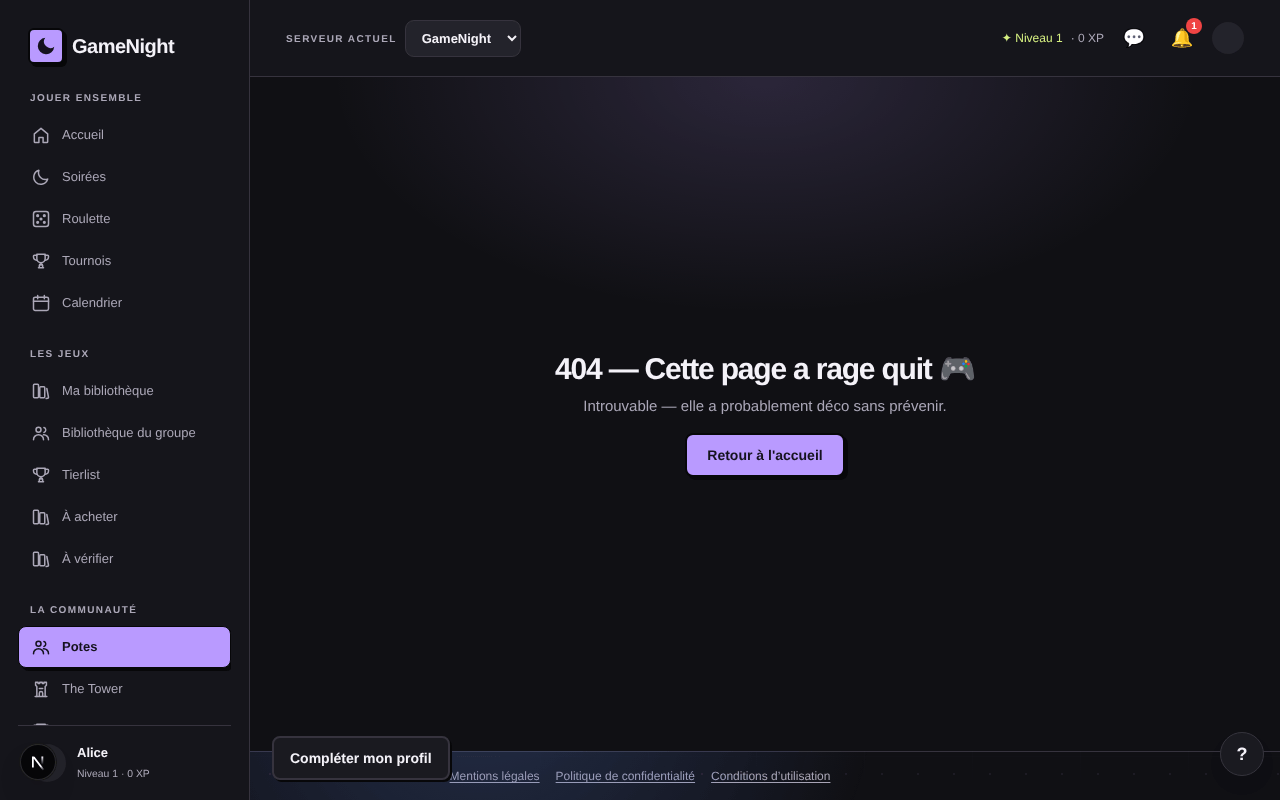 GameNight
JOUER ENSEMBLE
Accueil
Soirées
Roulette
Tournois
Calendrier
LES JEUX
Ma bibliothèque
Bibliothèque du groupe
Tierlist
À acheter
À vérifier
LA COMMUNAUTÉ
Potes
The Tower
Alice
Niveau 1 · 0 XP
SERVEUR ACTUEL GameNight
✦ Niveau 1 · 0 XP
1
404 — Cette page a rage quit 🎮
Introuvable — elle a probablement déco sans prévenir.
Retour à l'accueil
Compléter mon profil
Mentions légales Politique de confidentialité Conditions d'utilisation
?